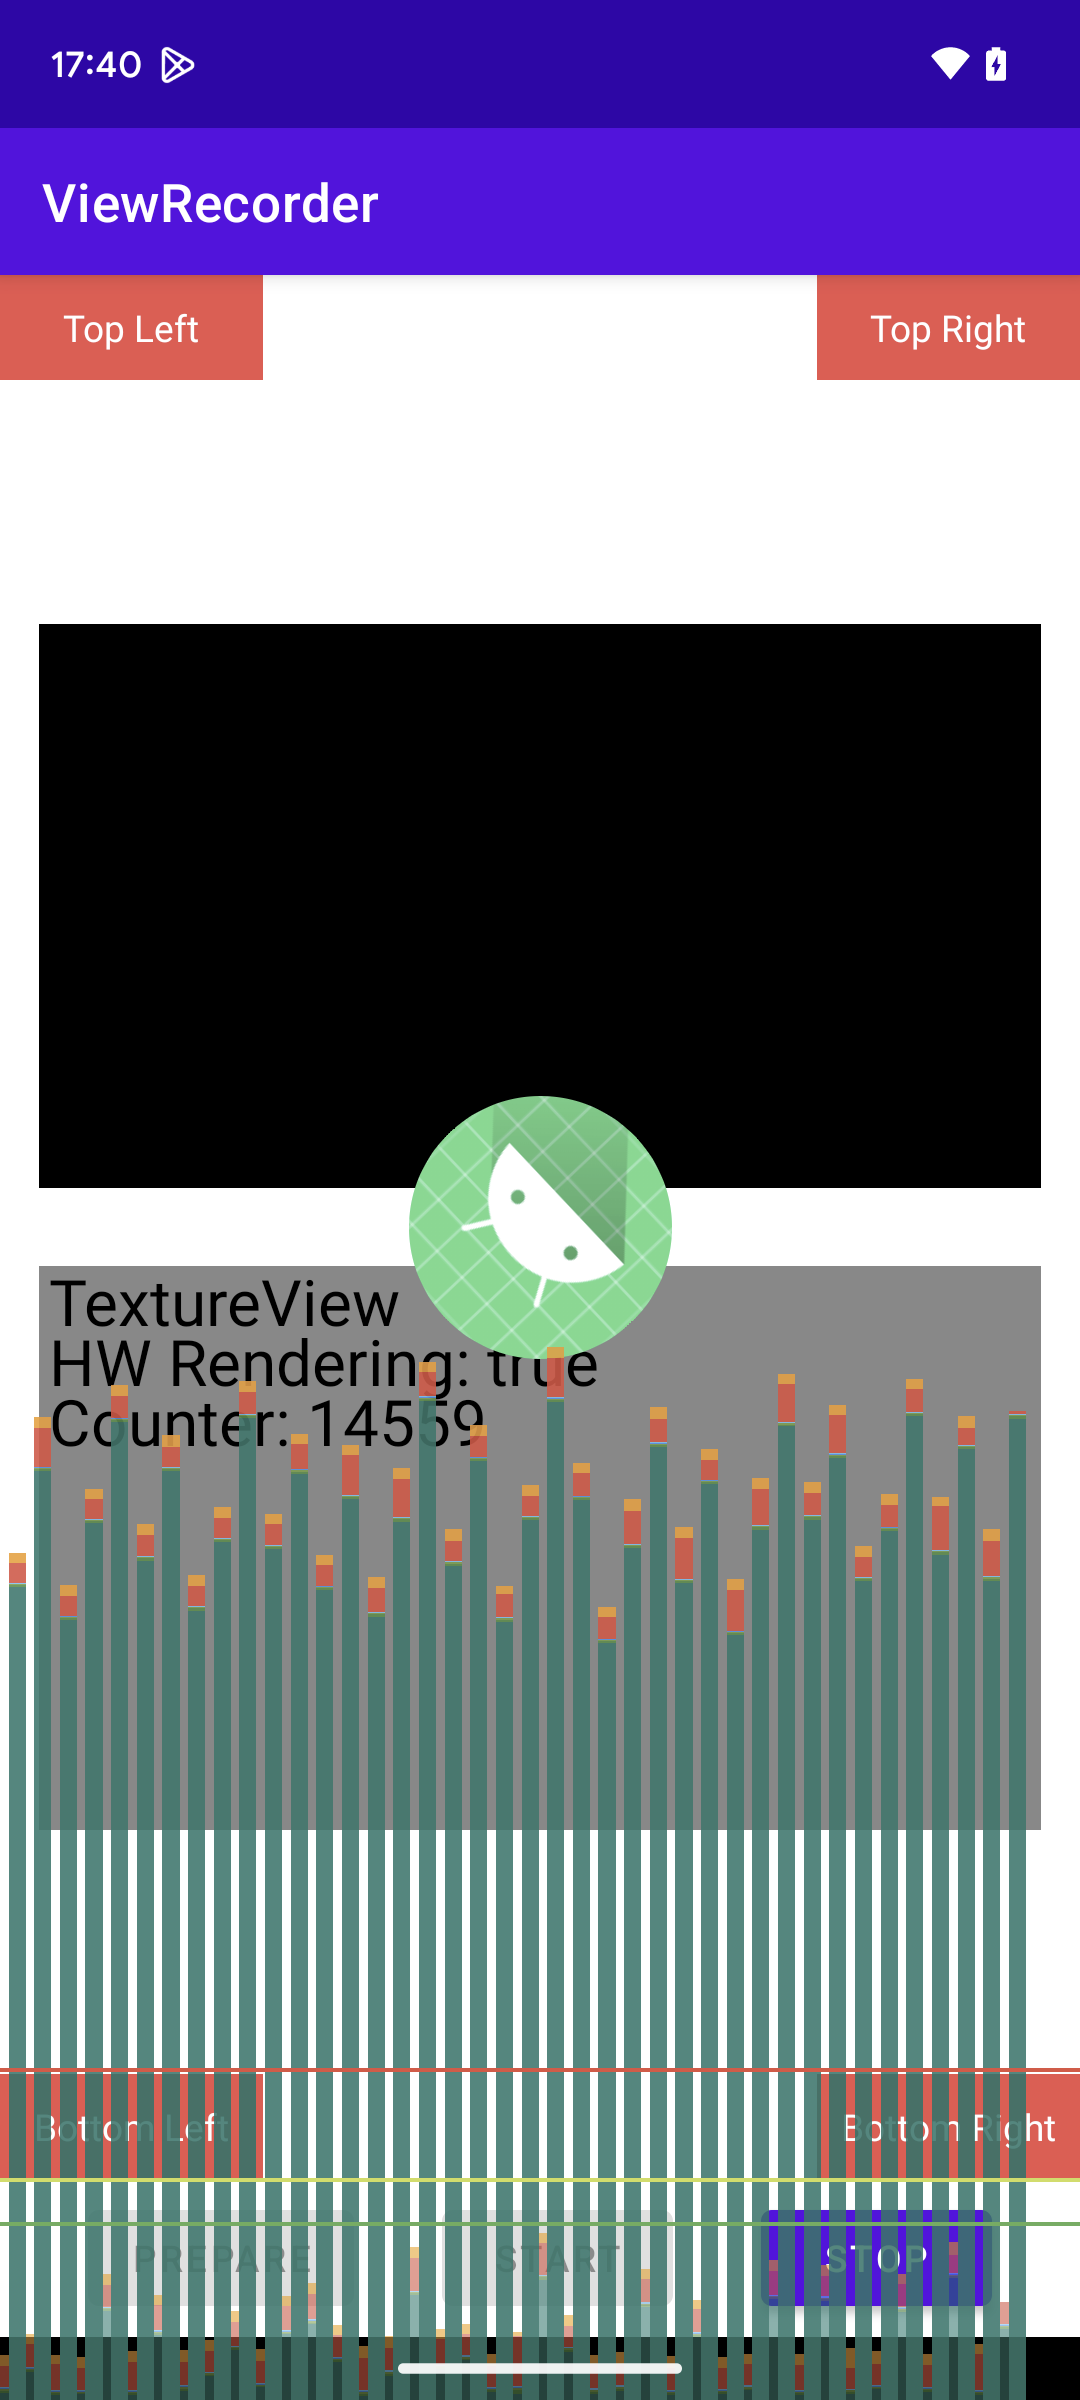 17:40
ViewRecorder
Top Left
Top Right
TextureView
HW Rendering: true
Counter: 14559
Bottom Left
Bottom Right
PREPARE
START
STOP